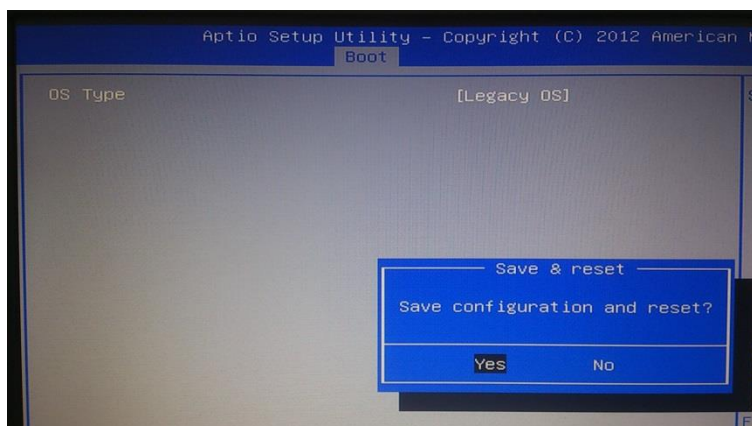 Aptio Setup Utility – Copyright (C) 2012 American
Boot
OS Type [Legacy OS]
Save & reset
Save configuration and reset?
Yes No